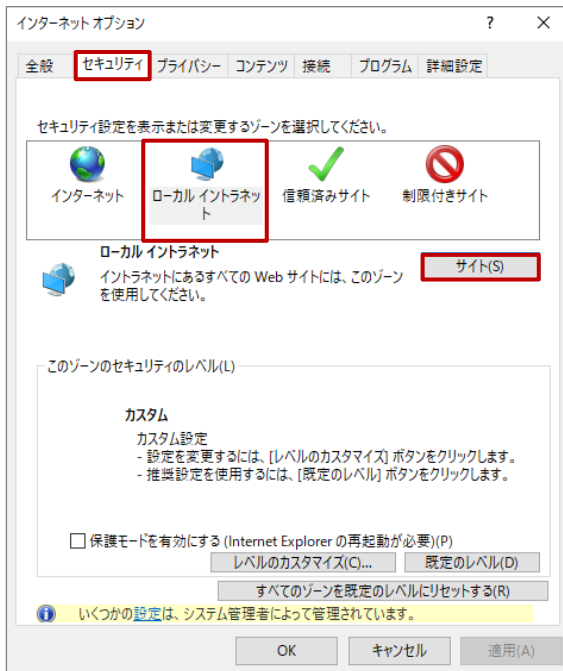 インターネット オプション
? ×
全般 セキュリティ プライバシー コンテンツ 接続 プログラム 詳細設定
セキュリティ設定を表示または変更するゾーンを選択してください。
インターネット
ローカル イントラネッ
ト
信頼済みサイト
制限付きサイト
ローカル イントラネット
イントラネットにあるすべての Web サイトには、このゾーン
を使用してください。
サイト(S)
このゾーンのセキュリティのレベル(L)
カスタム
カスタム設定
- 設定を変更するには、[レベルのカスタマイズ] ボタンをクリックします。
- 推奨設定を使用するには、[既定のレベル] ボタンをクリックします。
保護モードを有効にする (Internet Explorer の再起動が必要)(P)
レベルのカスタマイズ(C)... 既定のレベル(D)
すべてのゾーンを既定のレベルにリセットする(R)
いくつかの設定は、システム管理者によって管理されています。
OK キャンセル 適用(A)